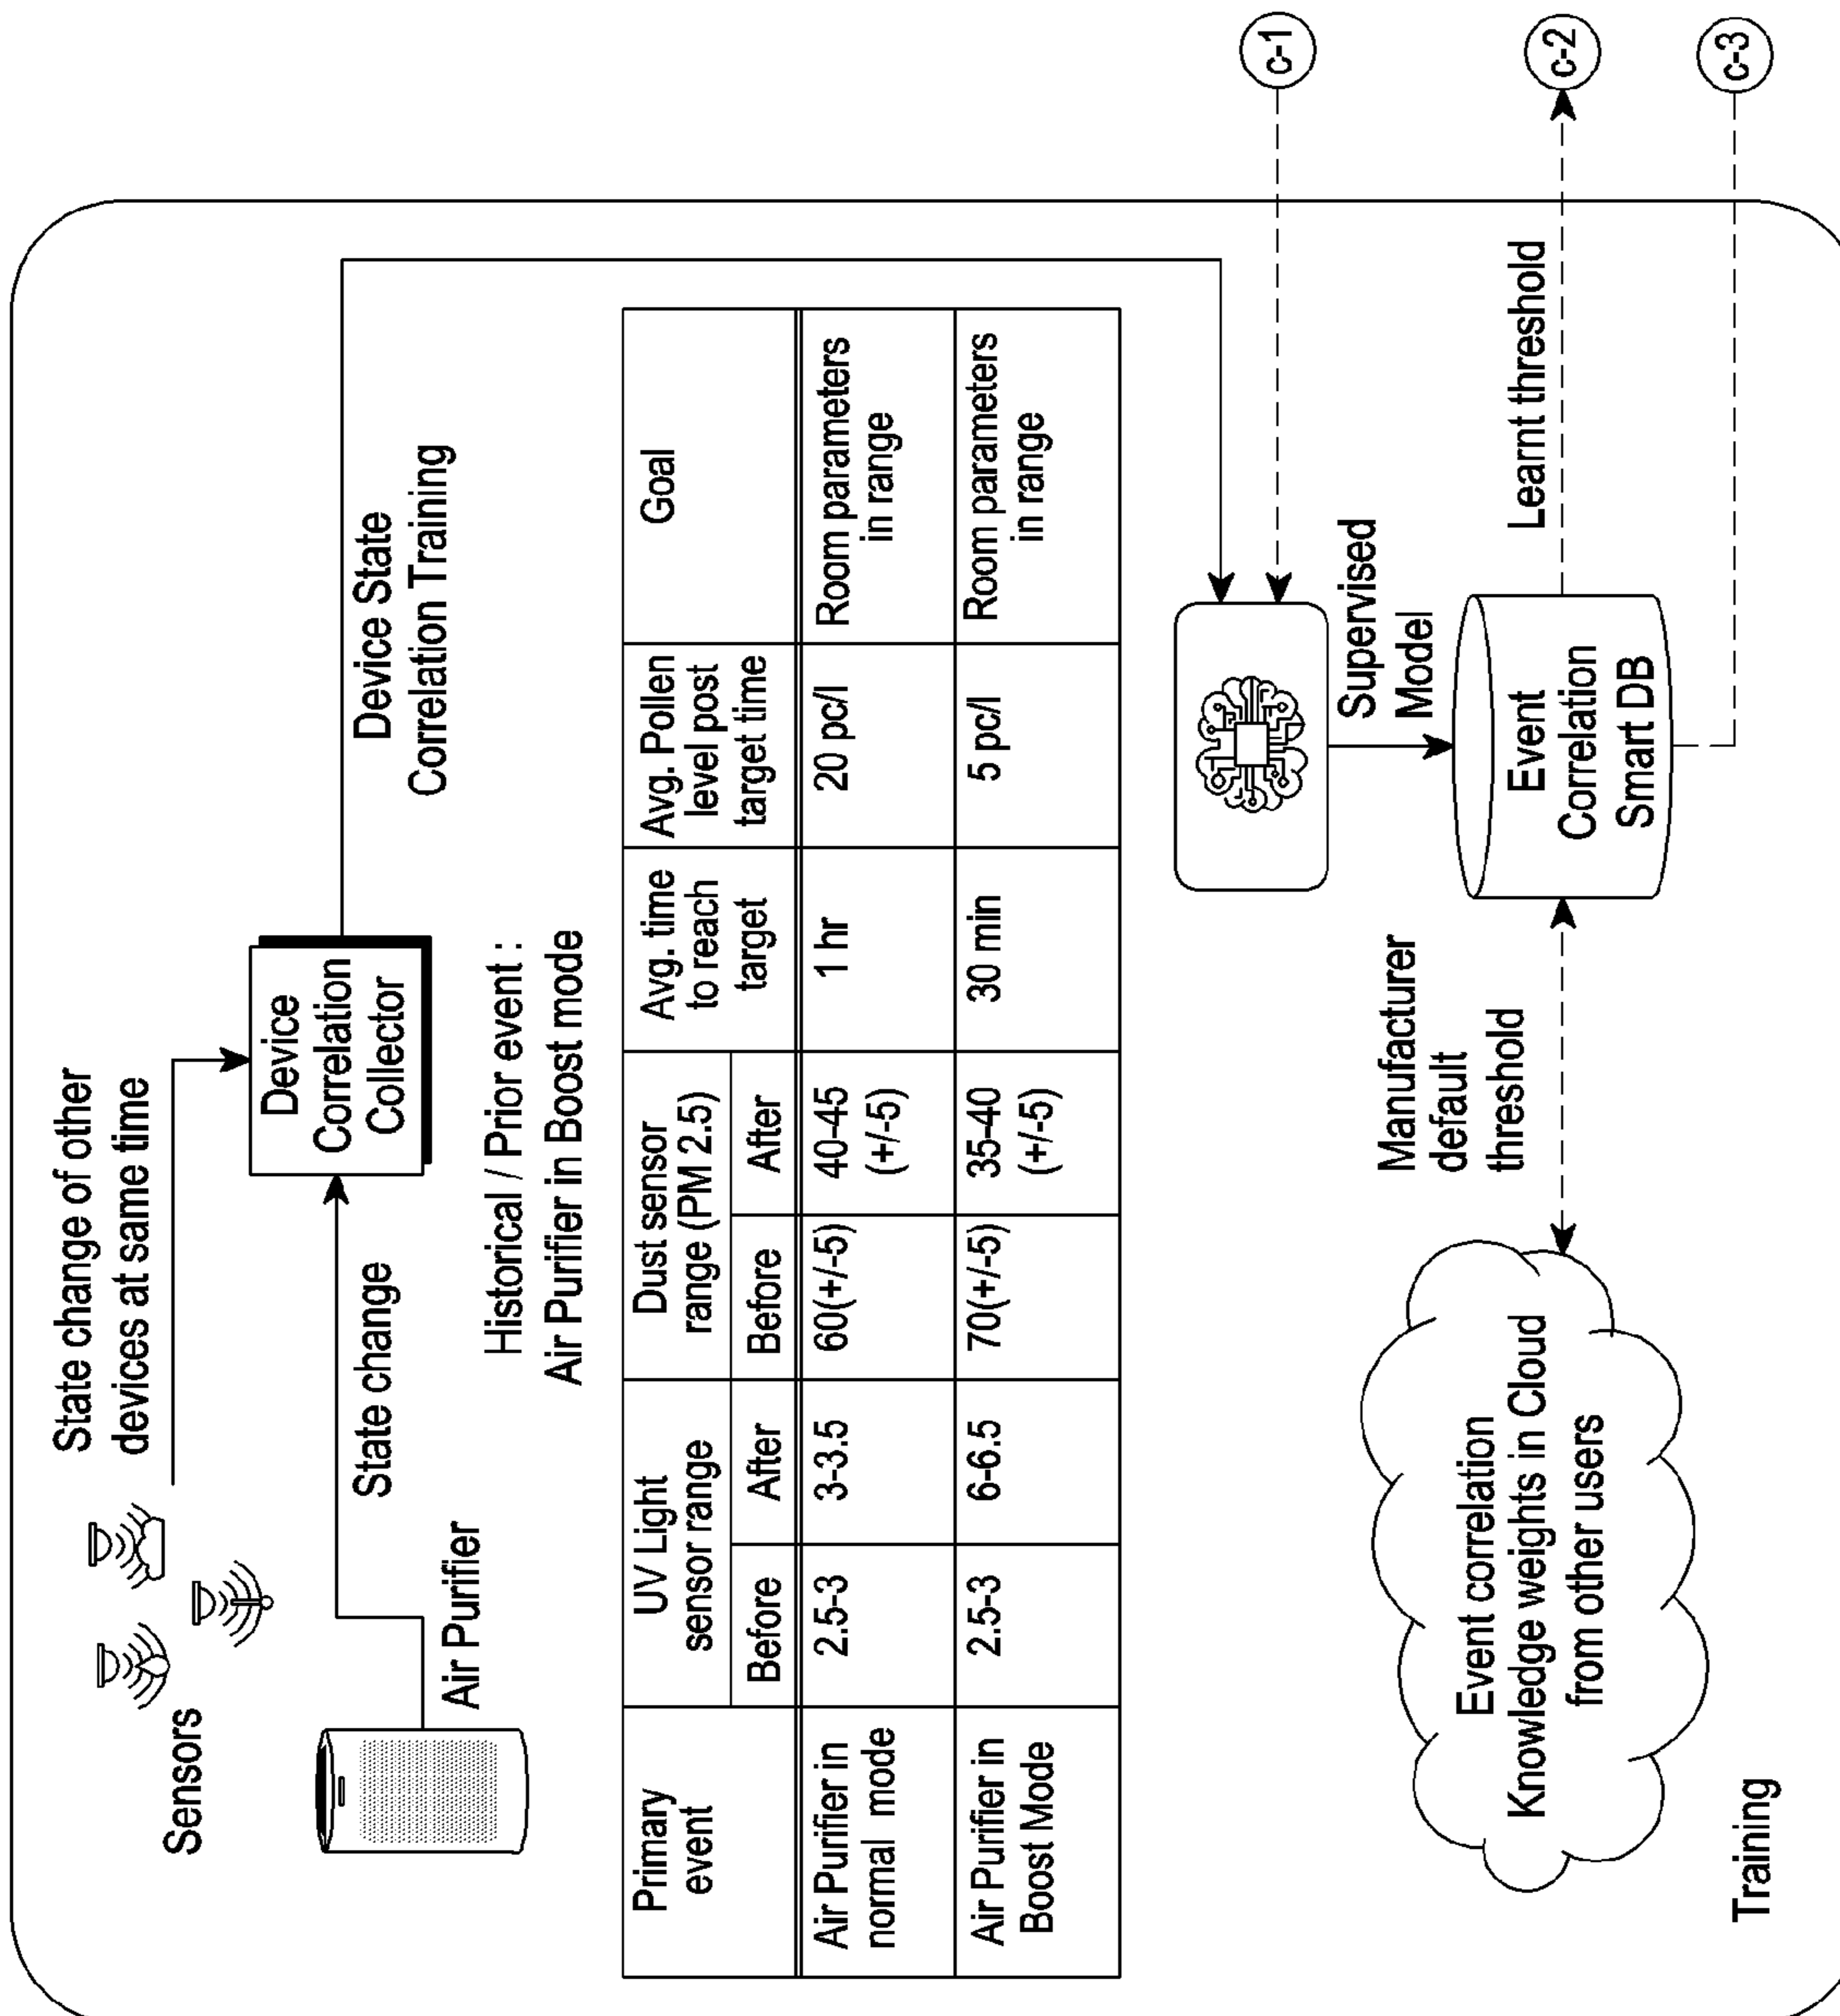 State change of other
devices at same time
Sensors
State change
Air Purifier
Device
Correlation
Collector
Device State
Correlation Training
Historical / Prior event :
Air Purifier in Boost mode
Primary
event
UV Light
sensor range
Before
After
Dust sensor
range (PM 2.5)
Before
After
Avg. time
to reach
target
Avg. Pollen
level post
target time
Goal
Air Purifier in
normal mode
2.5-3
3-3.5
60(+/-5)
40-45
(+/-5)
1 hr
20 pc/l
Room parameters
in range
Air Purifier in
Boost Mode
2.5-3
6-6.5
70(+/-5)
35-40
(+/-5)
30 min
5 pc/l
Room parameters
in range
Supervised
Model
Event correlation
Knowledge weights in Cloud
from other users
Manufacturer
default
threshold
Event
Correlation
Smart DB
Learnt threshold
c-1
c-2
c-3
Training